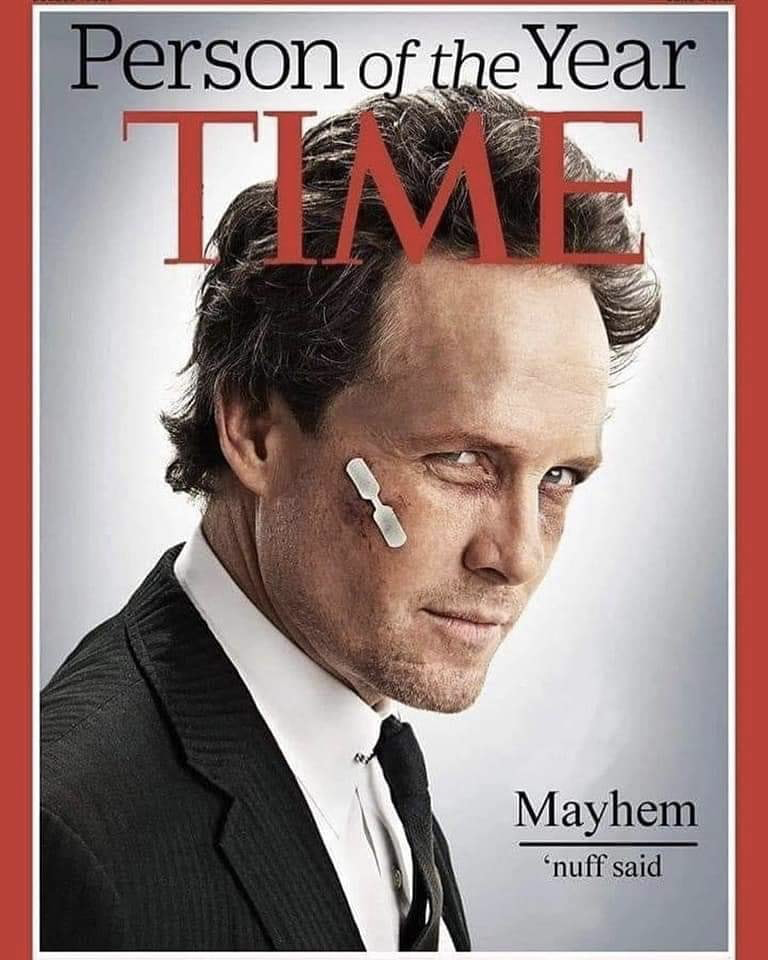 Person of the Year
TIME
Mayhem
‘nuff said